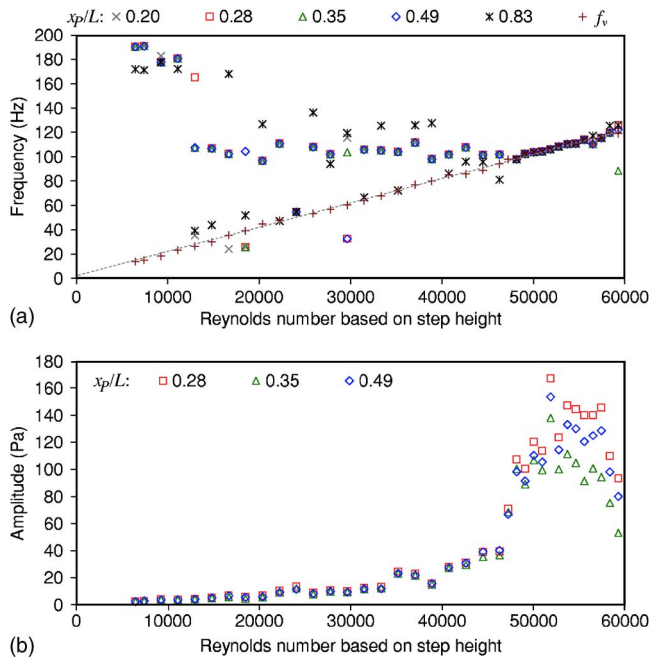 xP/L: × 0.20 □ 0.28 △ 0.35 ◇ 0.49 ✳ 0.83 + fv
200
180
160
140
120
100
80
60
40
20
0
Frequency (Hz)
0 10000 20000 30000 40000 50000 60000
(a) Reynolds number based on step height
180
160
140
120
100
80
60
40
20
0
Amplitude (Pa)
xP/L: □ 0.28 △ 0.35 ◇ 0.49
0 10000 20000 30000 40000 50000 60000
(b) Reynolds number based on step height